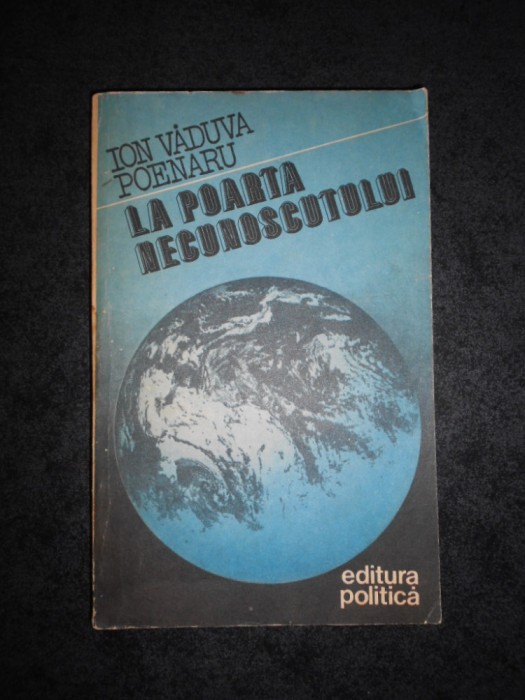 ION VĂDUVA
-POENARU
LA POARTA
NECUNOSCUTULUI
editura
politică